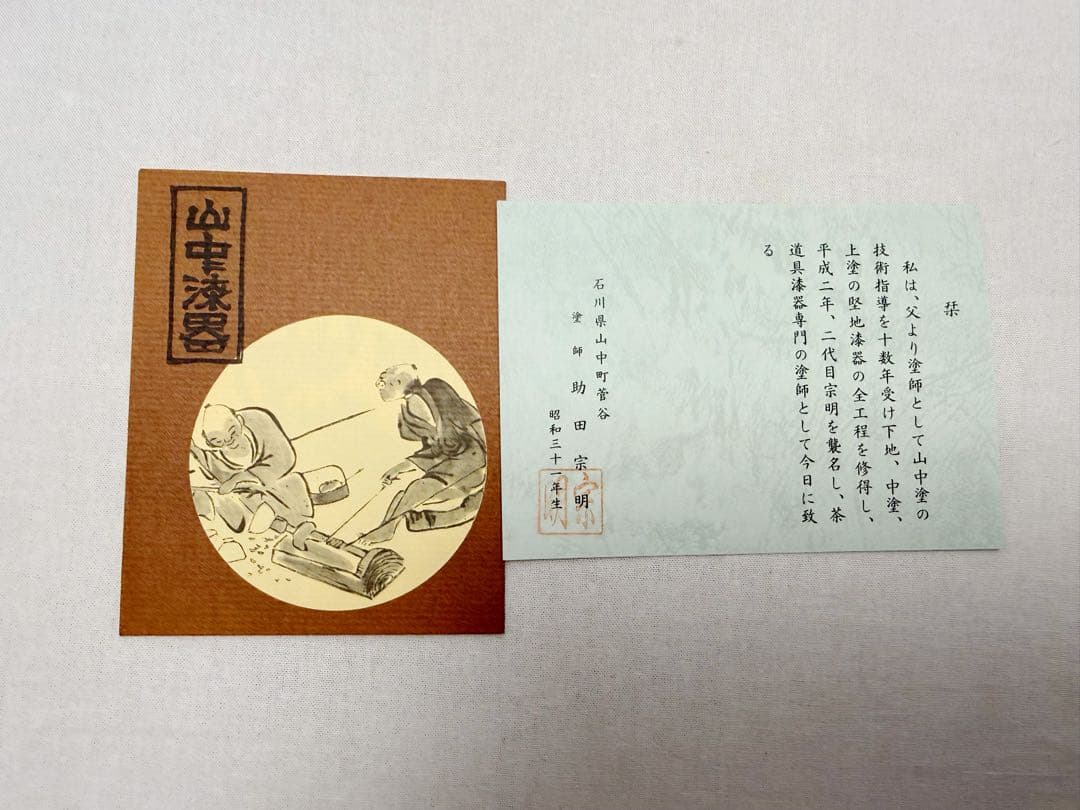 山中漆器
栞
私は、父より塗師として山中塗の
技術指導を十数年受け下地、中塗、
上塗の堅地漆器の全工程を修得し、
平成二年、二代目宗明を襲名し、茶
道具漆器専門の塗師として今日に致
る
石川県山中町菅谷
塗師 助田宗明
昭和三十一年生
宗明